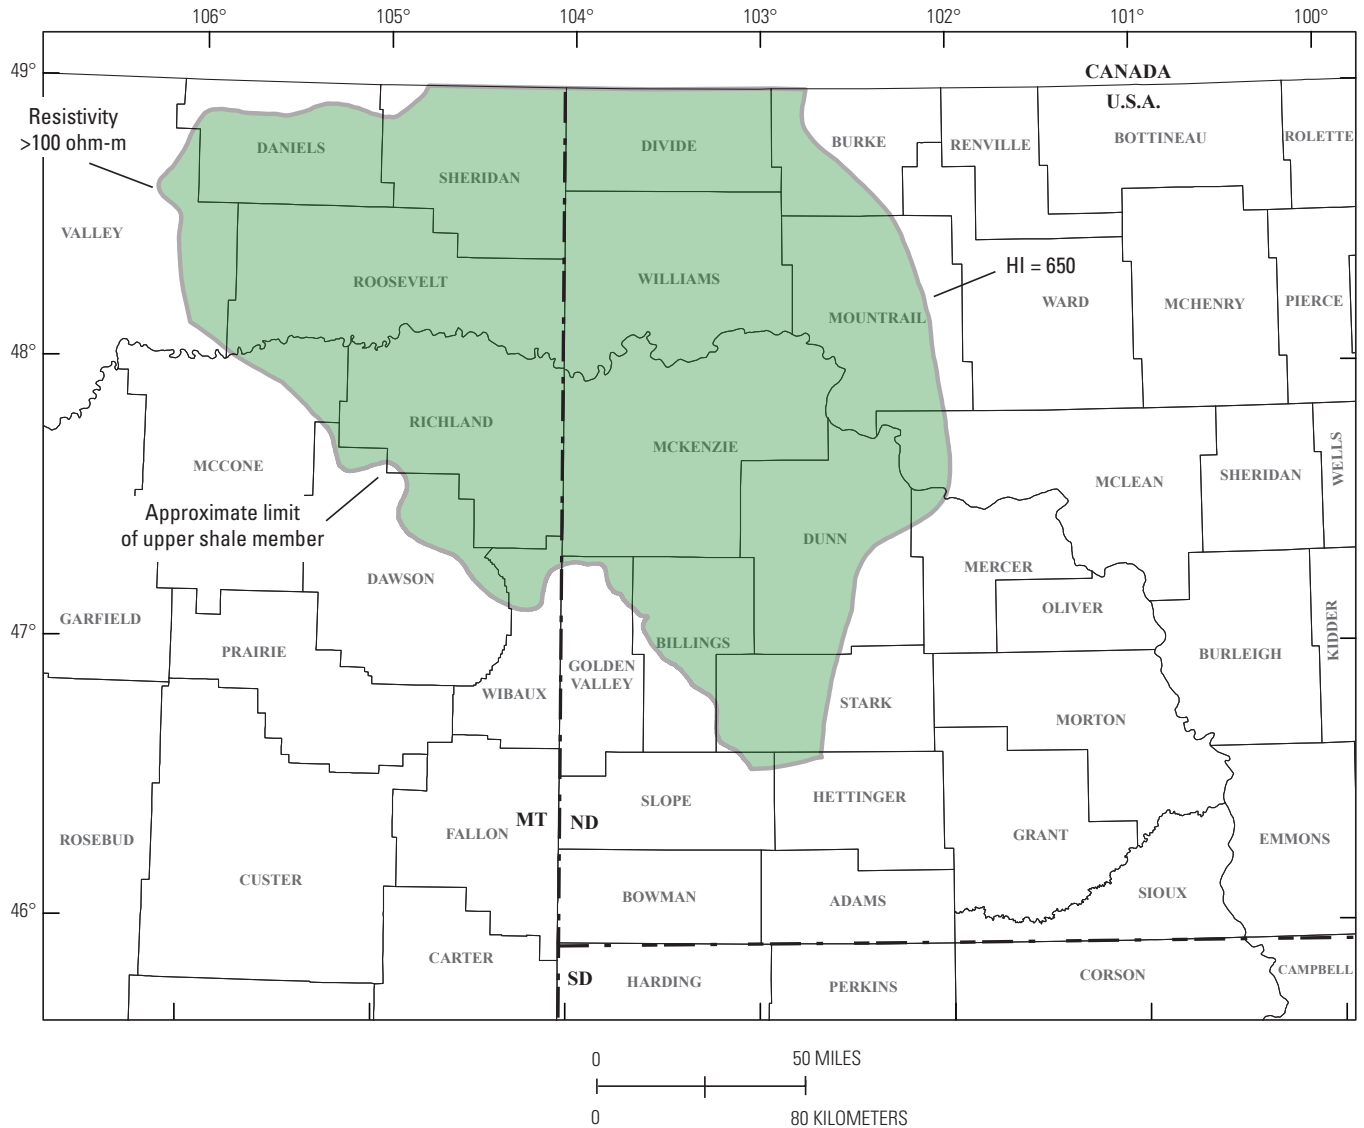 106° 105° 104° 103° 102° 101° 100°
49°
CANADA
U.S.A.
Resistivity
>100 ohm-m
DANIELS
SHERIDAN
DIVIDE
BURKE
RENVILLE
BOTTINEAU
ROLETTE
VALLEY
ROOSEVELT
WILLIAMS
MOUNTRAIL
HI = 650
WARD
MCHENRY
PIERCE
48°
RICHLAND
MCKENZIE
MCCONE
MCLEAN
SHERIDAN
WELLS
Approximate limit
of upper shale member
DUNN
DAWSON
MERCER
OLIVER
GARFIELD
47°
PRAIRIE
BILLINGS
GOLDEN
VALLEY
WIBAUX
STARK
MORTON
BURLEIGH
KIDDER
SLOPE
HETTINGER
MT
ND
ROSEBUD
FALLON
GRANT
EMMONS
CUSTER
BOWMAN
ADAMS
SIOUX
46°
CARTER
SD
HARDING
PERKINS
CORSON
CAMPBELL
0 50 MILES
0 80 KILOMETERS